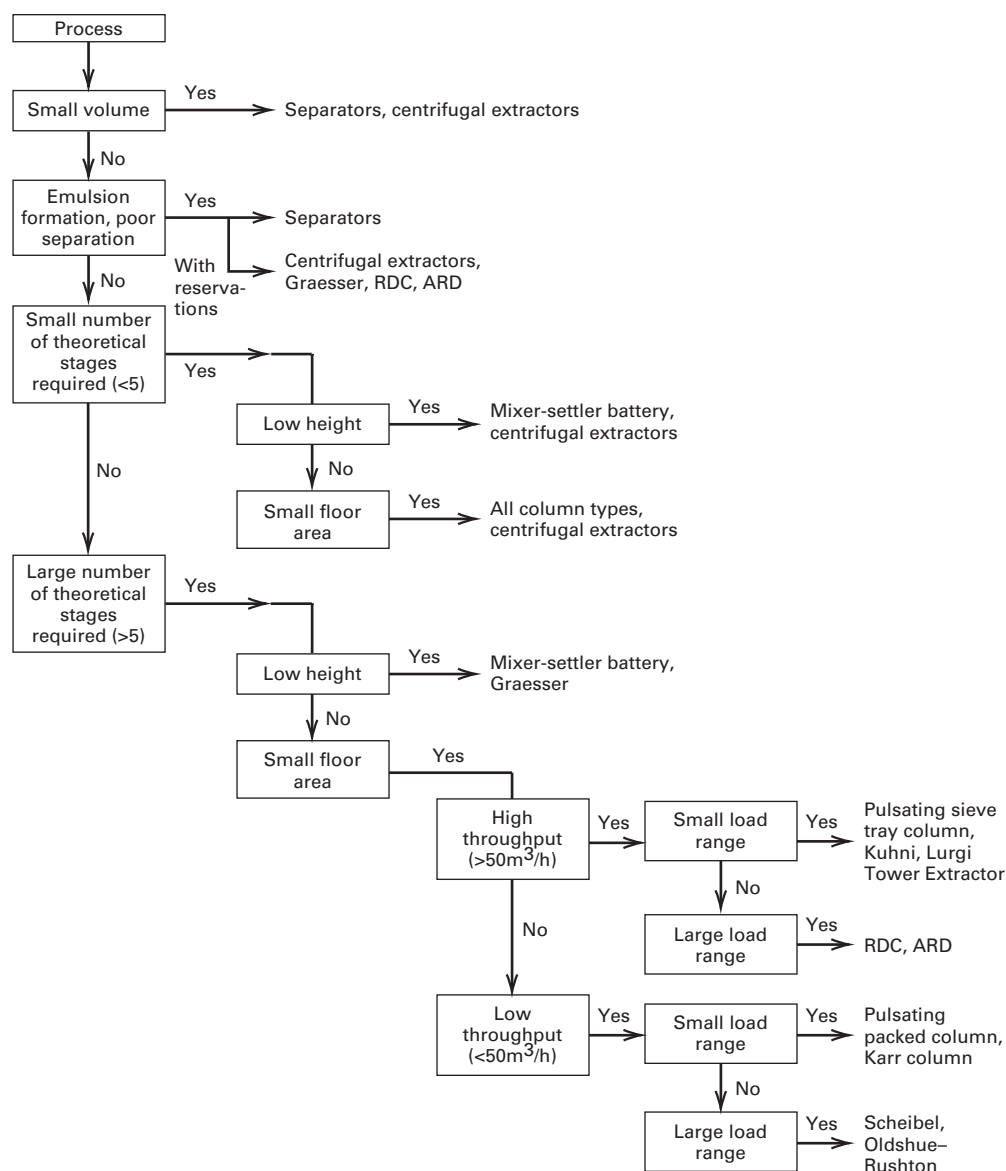 Process
Small volume
Yes
Separators, centrifugal extractors
No
Emulsion
formation, poor
separation
Yes
Separators
With
reserva-
tions
Centrifugal extractors,
Graesser, RDC, ARD
No
Small number
of theoretical
stages
required (<5)
Yes
Low height
Yes
Mixer-settler battery,
centrifugal extractors
No
Small floor
area
Yes
All column types,
centrifugal extractors
No
Large number
of theoretical
stages
required (>5)
Yes
Low height
Yes
Mixer-settler battery,
Graesser
No
Small floor
area
Yes
High
throughput
(>50m³/h)
Yes
Small load
range
Yes
Pulsating sieve
tray column,
Kuhni, Lurgi
Tower Extractor
No
Large load
range
Yes
RDC, ARD
No
Low
throughput
(<50m³/h)
Yes
Small load
range
Yes
Pulsating
packed column,
Karr column
No
Large load
range
Yes
Scheibel,
Oldshue–
Rushton